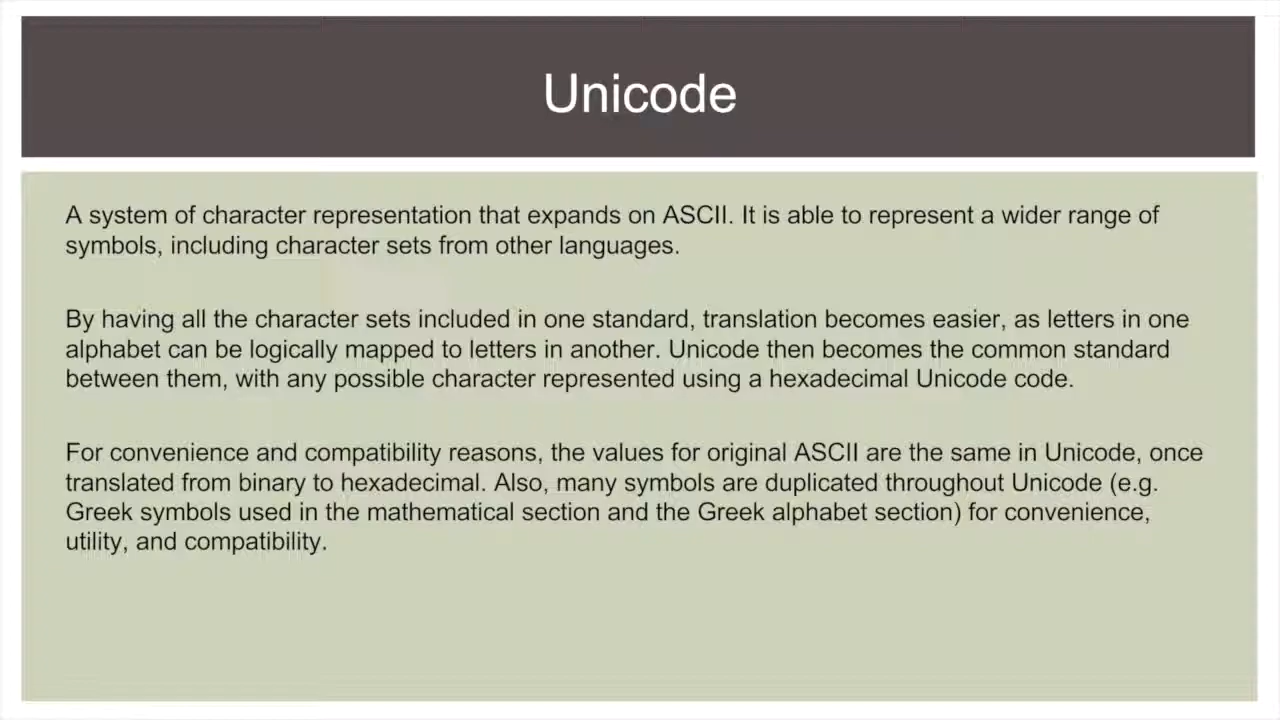 Unicode
A system of character representation that expands on ASCII. It is able to represent a wider range of
symbols, including character sets from other languages.
By having all the character sets included in one standard, translation becomes easier, as letters in one
alphabet can be logically mapped to letters in another. Unicode then becomes the common standard
between them, with any possible character represented using a hexadecimal Unicode code.
For convenience and compatibility reasons, the values for original ASCII are the same in Unicode, once
translated from binary to hexadecimal. Also, many symbols are duplicated throughout Unicode (e.g.
Greek symbols used in the mathematical section and the Greek alphabet section) for convenience,
utility, and compatibility.